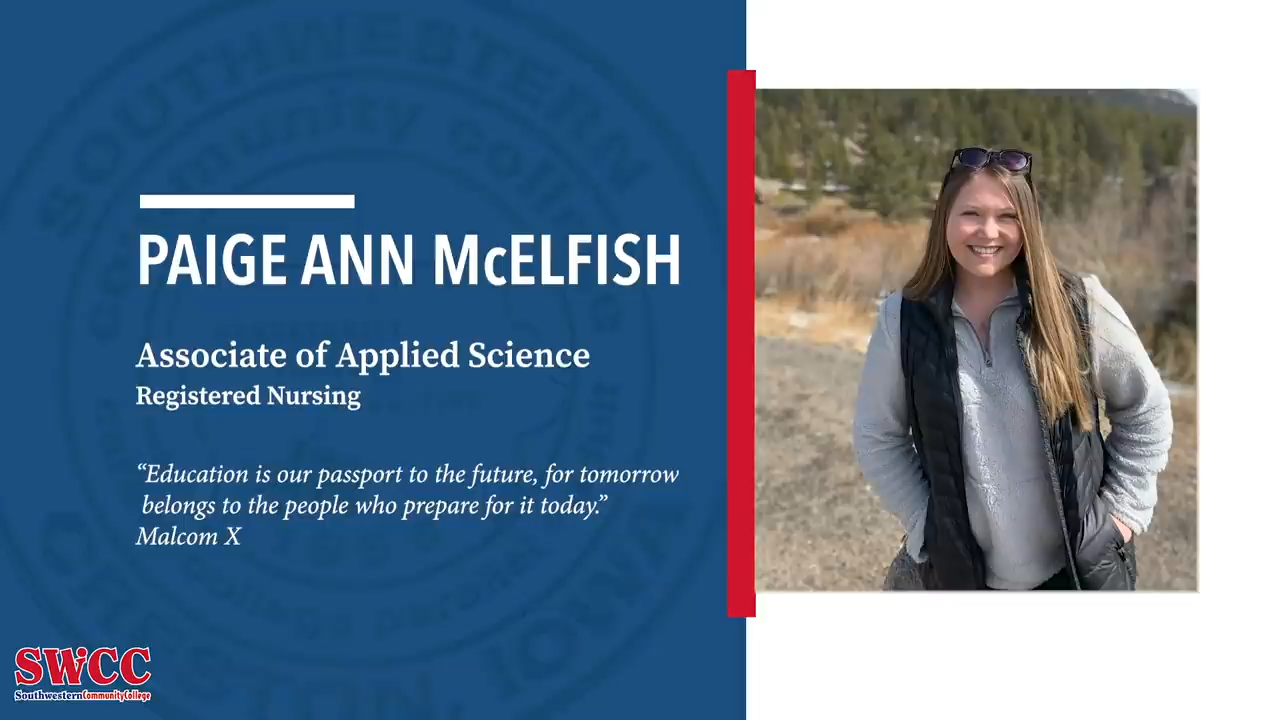 SOUTHWESTERN
community college
PAIGE ANN McELFISH
Associate of Applied Science
Registered Nursing
“Education is our passport to the future, for tomorrow
belongs to the people who prepare for it today.”
Malcom X
SWCC
SouthwesternCommunityCollege